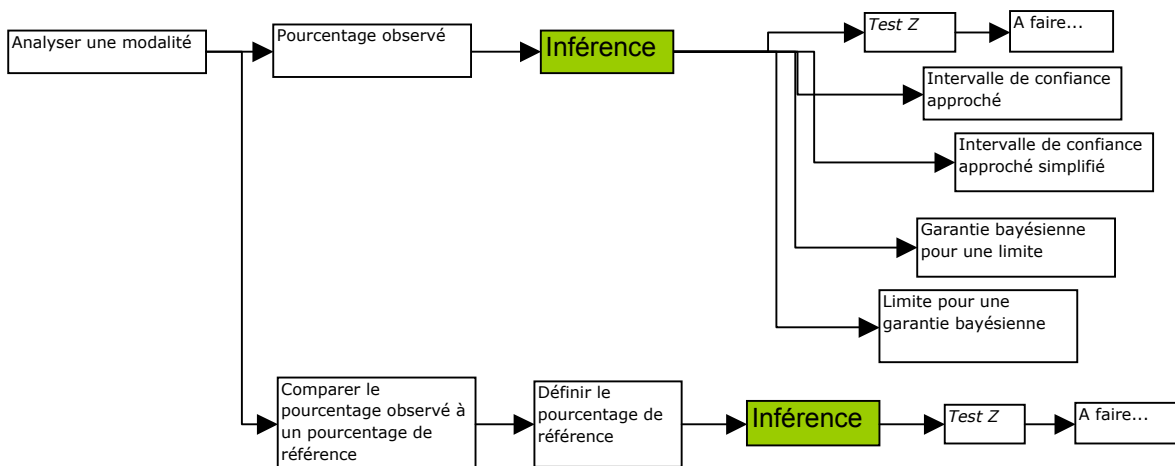 Analyser une modalité
Pourcentage observé
Inférence
Test Z
A faire...
Intervalle de confiance
approché
Intervalle de confiance
approché simplifié
Garantie bayésienne
pour une limite
Limite pour une
garantie bayésienne
Comparer le
pourcentage observé à
un pourcentage de
référence
Définir le
pourcentage de
référence
Inférence
Test Z
A faire...